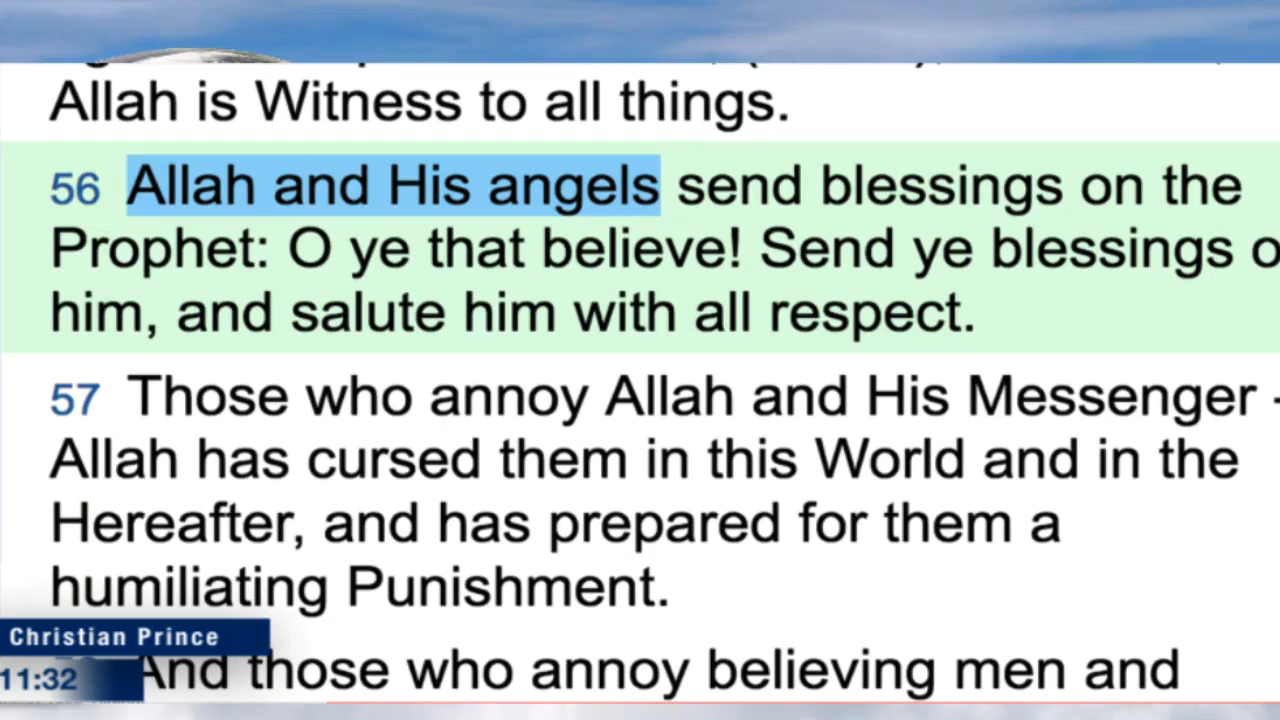 Allah is Witness to all things.
56 Allah and His angels send blessings on the
Prophet: O ye that believe! Send ye blessings
him, and salute him with all respect.
57 Those who annoy Allah and His Messenger -
Allah has cursed them in this World and in the
Hereafter, and has prepared for them a
humiliating Punishment.
Christian Prince
And those who annoy believing men and
11:32